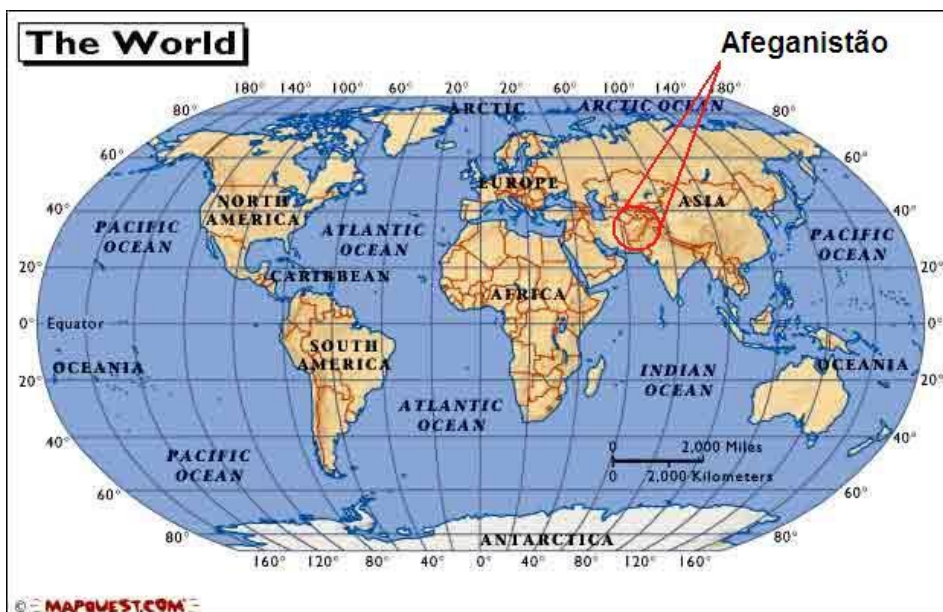 The World
Afeganistão
180° 140° 100° 60° 20° 20° 60° 100° 140° 180°
80° ARCTIC ARCTIC OCEAN 80°
60° 60°
EUROPE
40° NORTH AMERICA ASIA 40°
PACIFIC OCEAN ATLANTIC OCEAN PACIFIC OCEAN
20° CARIBBEAN 20°
AFRICA
0° Equator 0°
SOUTH AMERICA
OCEANIA INDIAN OCEAN OCEANIA
20° 20°
ATLANTIC OCEAN
40° 40°
0 2,000 Miles
PACIFIC OCEAN
0 2,000 Kilometers
60° 60°
80° ANTARCTICA 80°
160° 120° 80° 40° 0° 40° 80° 120° 160°
© MAPQUEST.COM